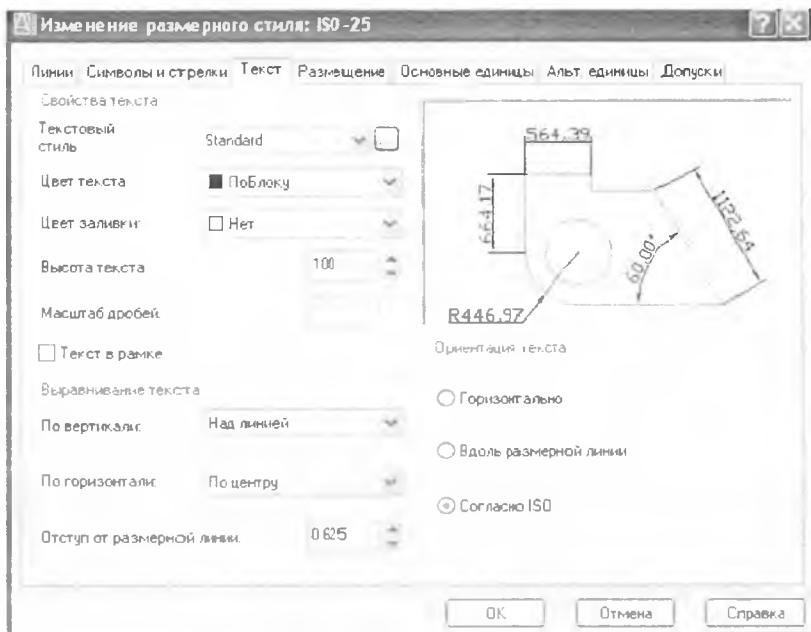 Изменение размерного стиля: ISO-25
Линии Символы и стрелки Текст Размещение Основные единицы Альт. единицы Допуски
Свойства текста
Текстовый стиль Standard
Цвет текста ПоБлоку
Цвет заливки: Нет
Высота текста 100
Масштаб дробей
Текст в рамке
Выравнивание текста
По вертикали: Над линией
По горизонтали: По центру
Отступ от размерной линии: 0.625
564.39
664.17
1122.64
60.00°
R446.97
Ориентация текста
Горизонтально
Вдоль размерной линии
Согласно ISO
OK Отмена Справка